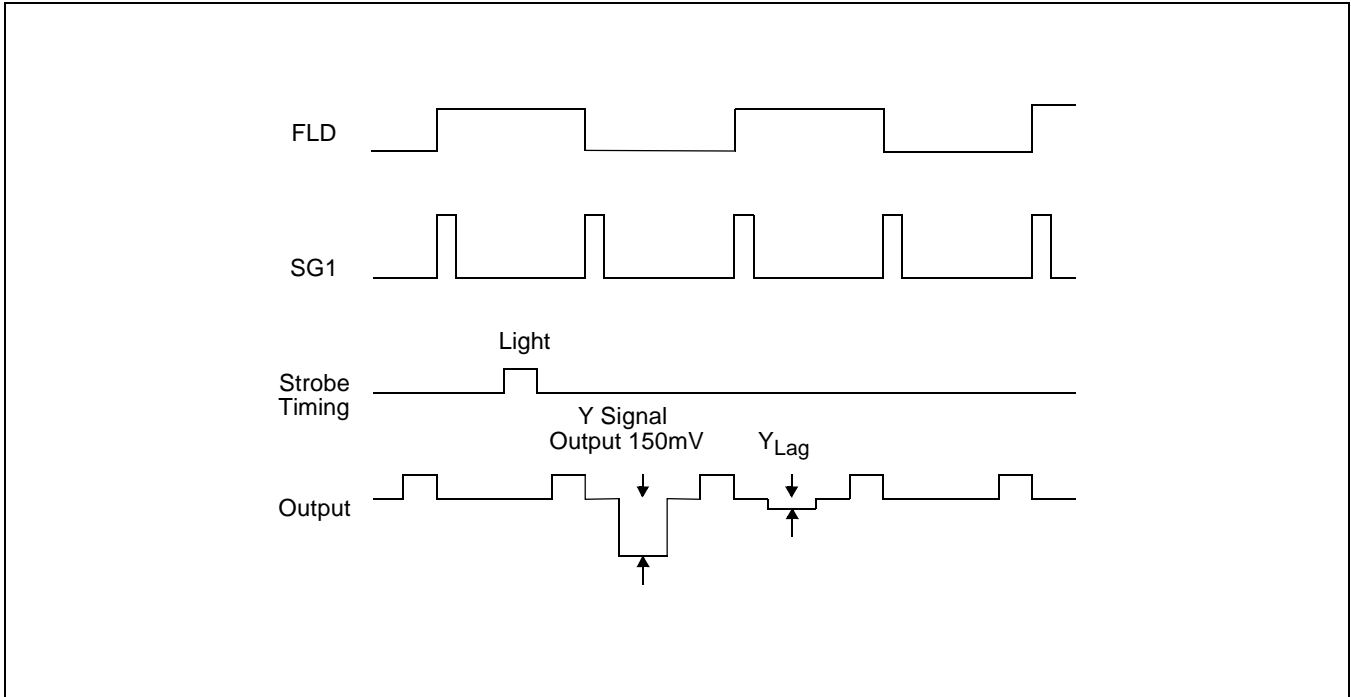 FLD
SG1
Light
Strobe
Timing
Y Signal
Output 150mV
YLag
Output